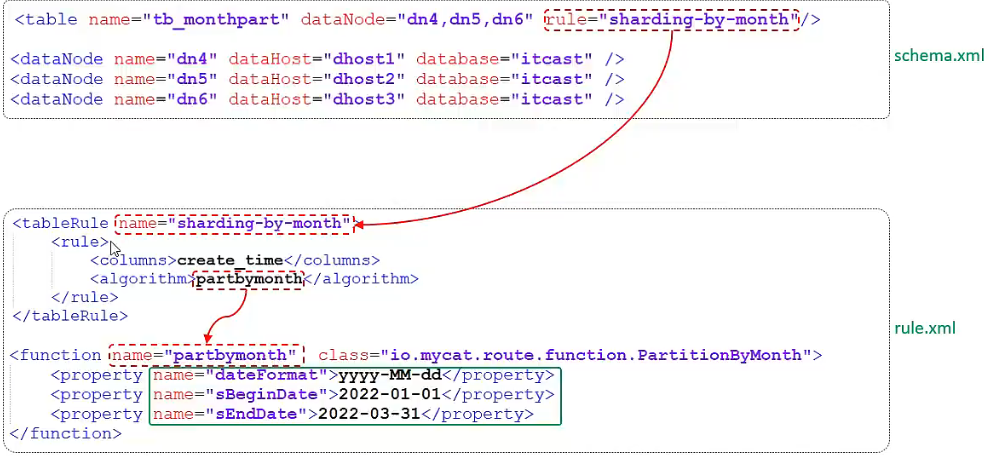 <table name="tb_monthpart" dataNode="dn4,dn5,dn6" rule="sharding-by-month"/>
<dataNode name="dn4" dataHost="dhost1" database="itcast" />
<dataNode name="dn5" dataHost="dhost2" database="itcast" />
<dataNode name="dn6" dataHost="dhost3" database="itcast" />
schema.xml
<tableRule name="sharding-by-month">
<rule>
<columns>create_time</columns>
<algorithm>partbymonth</algorithm>
</rule>
</tableRule>
<function name="partbymonth" class="io.mycat.route.function.PartitionByMonth">
<property name="dateFormat">yyyy-MM-dd</property>
<property name="sBeginDate">2022-01-01</property>
<property name="sEndDate">2022-03-31</property>
</function>
rule.xml